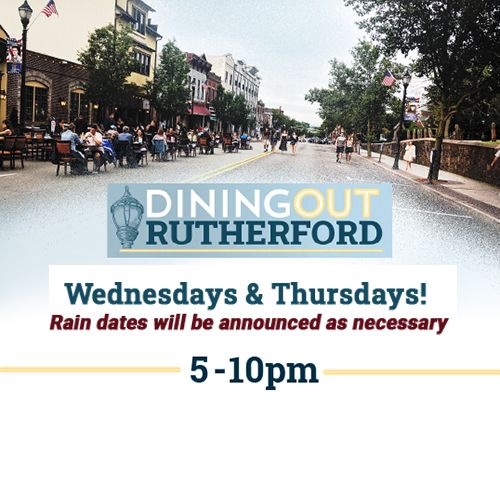 DININGOUT
RUTHERFORD
Wednesdays & Thursdays!
Rain dates will be announced as necessary
5-10pm